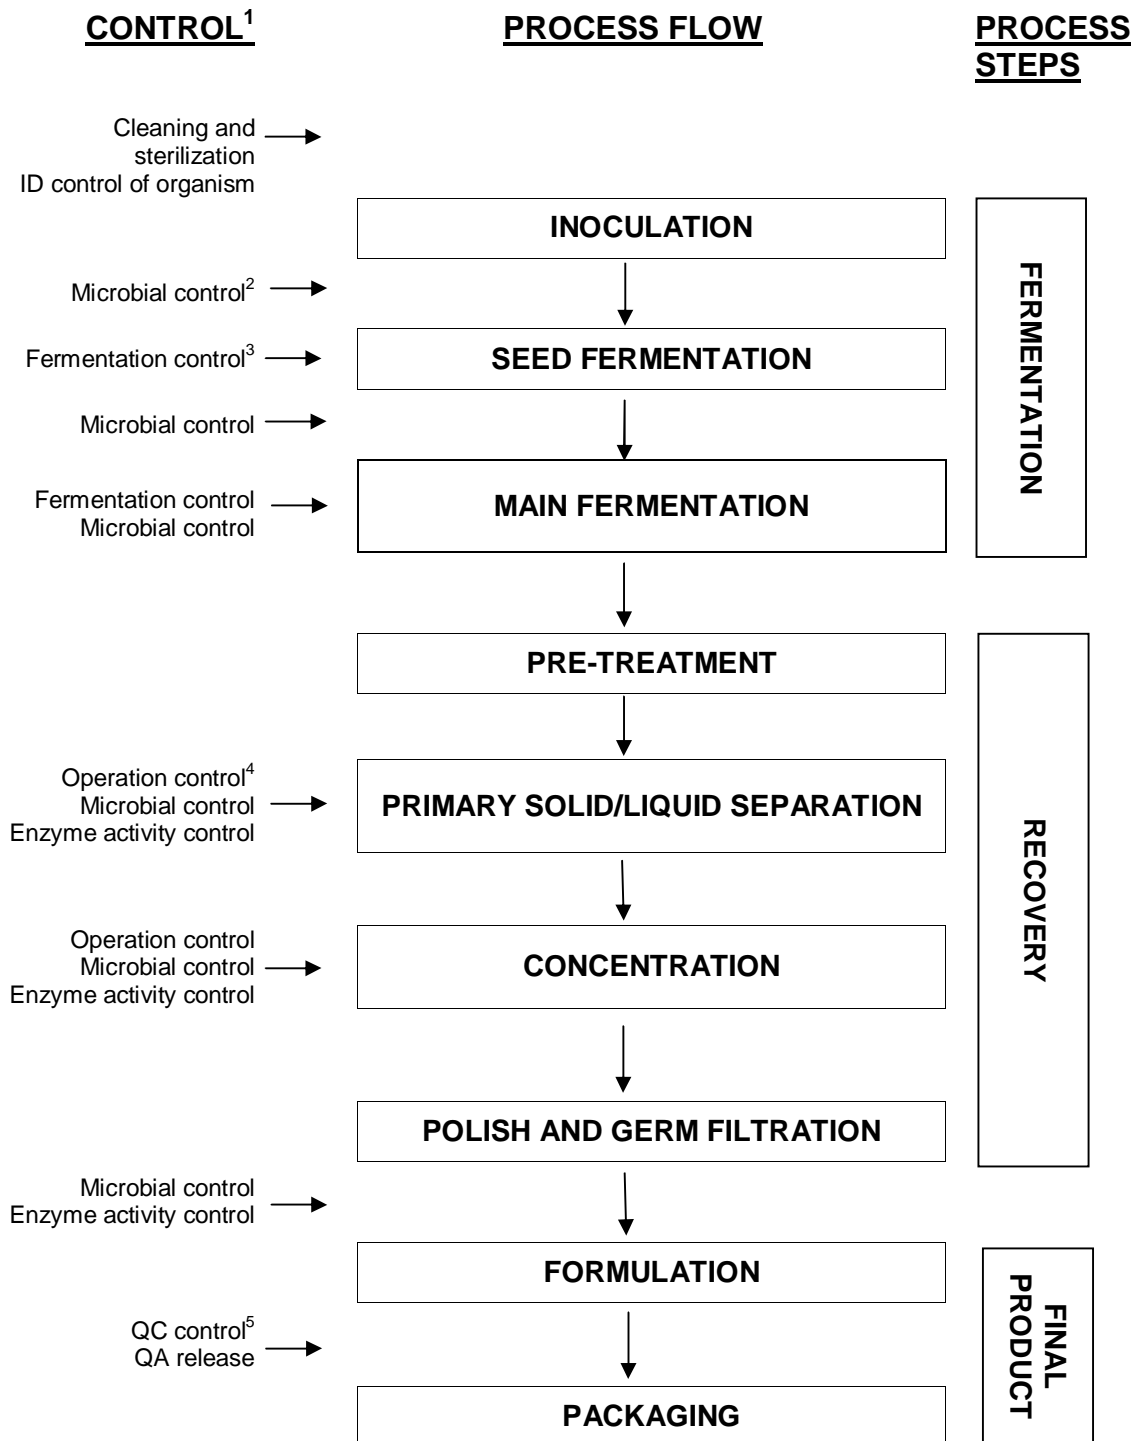 CONTROL¹
PROCESS FLOW
PROCESS
STEPS
Cleaning and
sterilization
ID control of organism
INOCULATION
Microbial control²
Fermentation control³
SEED FERMENTATION
Microbial control
Fermentation control
Microbial control
MAIN FERMENTATION
FERMENTATION
PRE-TREATMENT
Operation control⁴
Microbial control
Enzyme activity control
PRIMARY SOLID/LIQUID SEPARATION
Operation control
Microbial control
Enzyme activity control
CONCENTRATION
POLISH AND GERM FILTRATION
RECOVERY
Microbial control
Enzyme activity control
FORMULATION
QC control⁵
QA release
PACKAGING
FINAL
PRODUCT